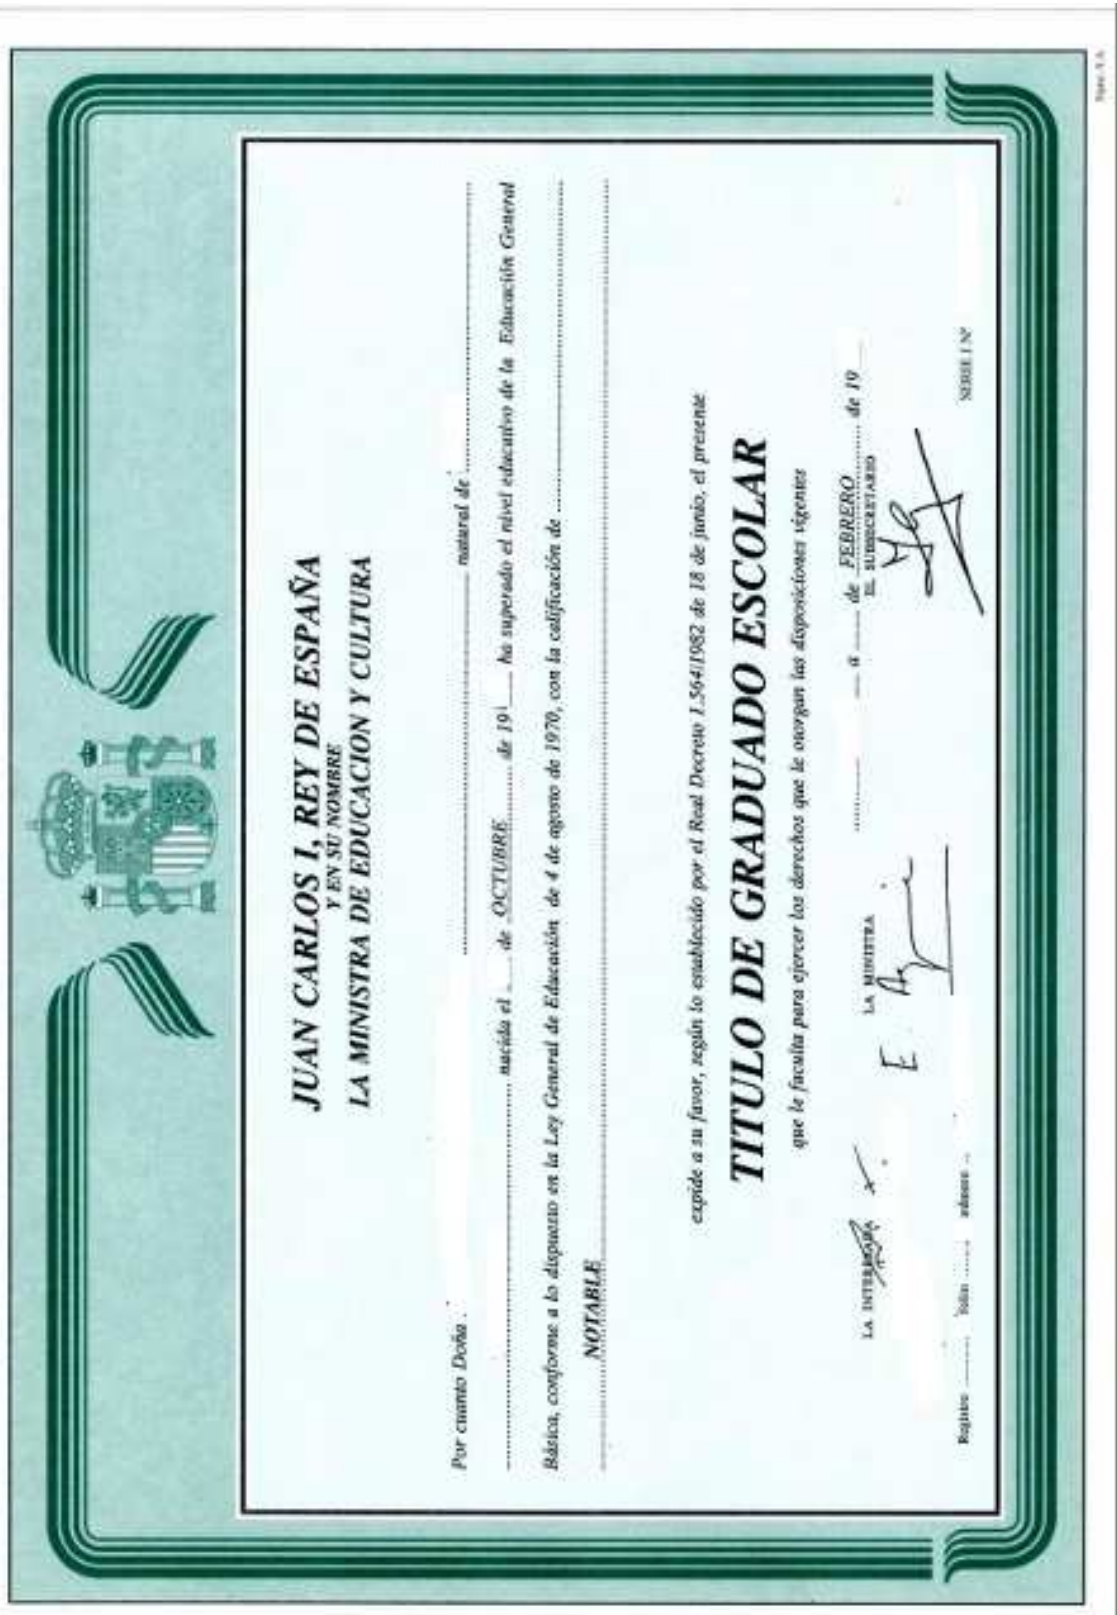 JUAN CARLOS I, REY DE ESPAÑA
Y EN SU NOMBRE
LA MINISTRA DE EDUCACION Y CULTURA
Por cuanto Doña natural de
nacida el de OCTUBRE de 19 ha superado el nivel educativo de la Educación General
Básica, conforme a lo dispuesto en la Ley General de Educación de 4 de agosto de 1970, con la calificación de
NOTABLE
expide a su favor, según lo establecido por el Real Decreto 1.564/1982 de 18 de junio, el presente
TITULO DE GRADUADO ESCOLAR
que le faculta para ejercer los derechos que le otorgan las disposiciones vigentes
a de FEBRERO de 19
LA INTERESADA LA MINISTRA EL SUBSECRETARIO
Registro folio número SERIE I Nº